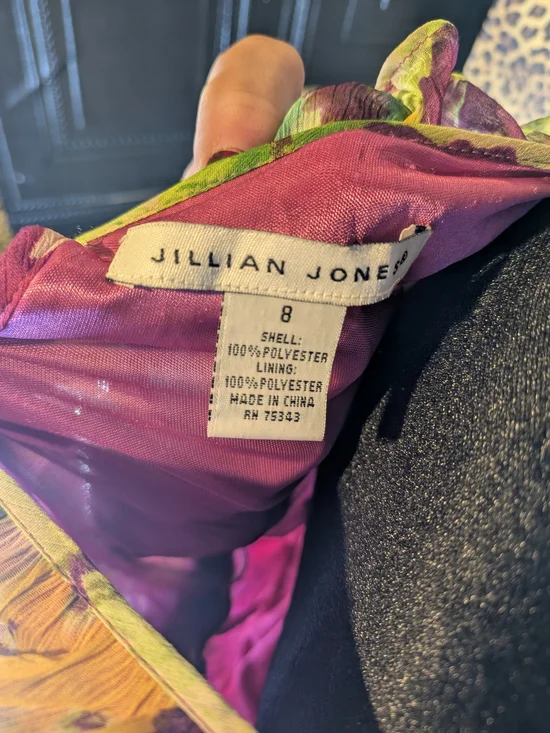 JILLIAN JONES®
8
SHELL:
100% POLYESTER
LINING:
100% POLYESTER
MADE IN CHINA
RN 75343